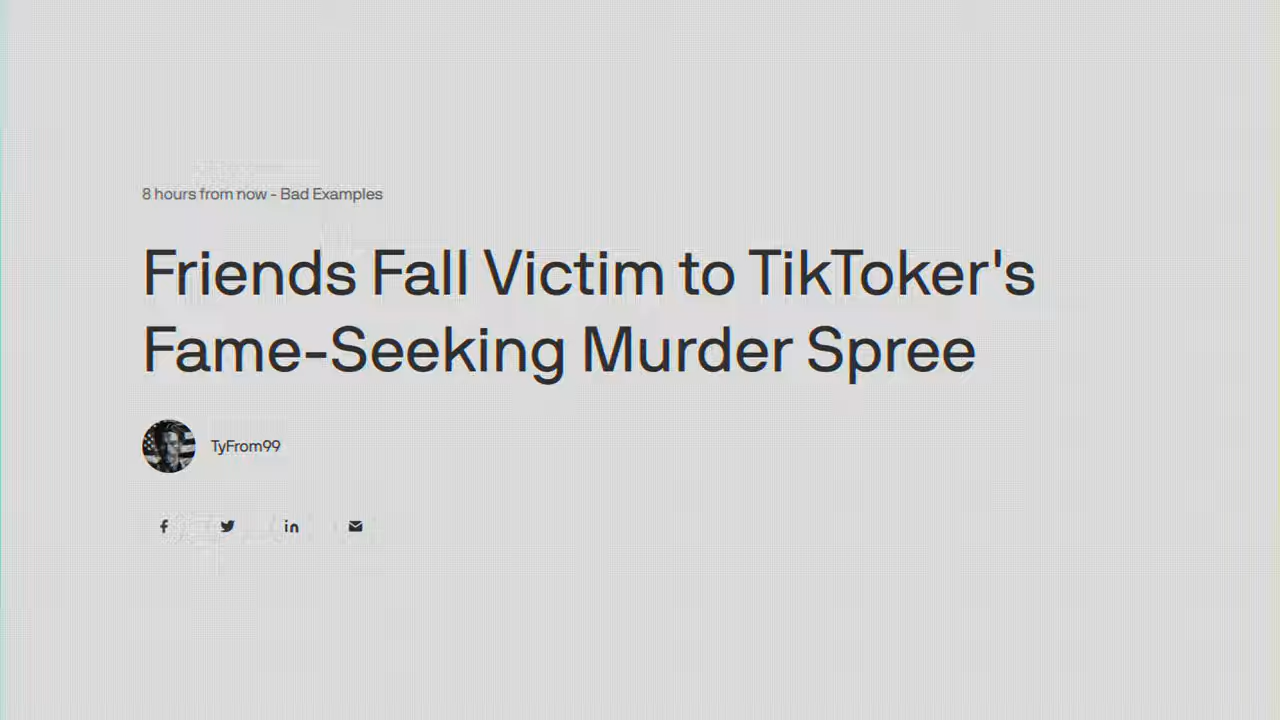 8 hours from now - Bad Examples
Friends Fall Victim to TikToker's
Fame-Seeking Murder Spree
TyFrom99